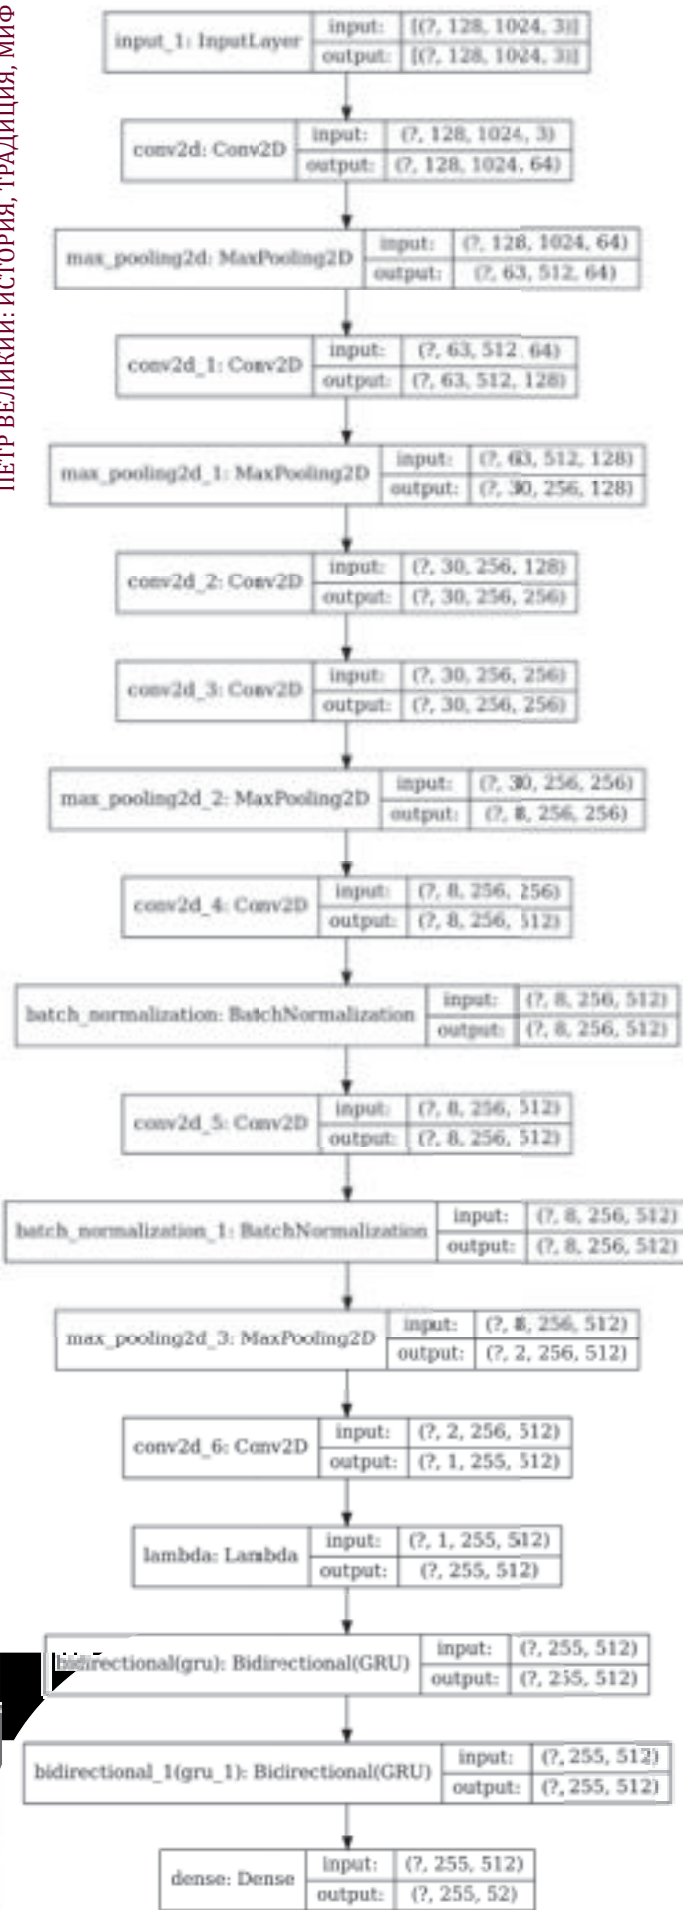 ПЕТР ВЕЛИКИЙ: ИСТОРИЯ, ТРАДИЦИЯ, МИФ
input_1: InputLayer
input: [(?, 128, 1024, 3)]
output: [(?, 128, 1024, 3)]
conv2d: Conv2D
input: (?, 128, 1024, 3)
output: (?, 128, 1024, 64)
max_pooling2d: MaxPooling2D
input: (?, 128, 1024, 64)
output: (?, 63, 512, 64)
conv2d_1: Conv2D
input: (?, 63, 512, 64)
output: (?, 63, 512, 128)
max_pooling2d_1: MaxPooling2D
input: (?, 63, 512, 128)
output: (?, 30, 256, 128)
conv2d_2: Conv2D
input: (?, 30, 256, 128)
output: (?, 30, 256, 256)
conv2d_3: Conv2D
input: (?, 30, 256, 256)
output: (?, 30, 256, 256)
max_pooling2d_2: MaxPooling2D
input: (?, 30, 256, 256)
output: (?, 8, 256, 256)
conv2d_4: Conv2D
input: (?, 8, 256, 256)
output: (?, 8, 256, 512)
batch_normalization: BatchNormalization
input: (?, 8, 256, 512)
output: (?, 8, 256, 512)
conv2d_5: Conv2D
input: (?, 8, 256, 512)
output: (?, 8, 256, 512)
batch_normalization_1: BatchNormalization
input: (?, 8, 256, 512)
output: (?, 8, 256, 512)
max_pooling2d_3: MaxPooling2D
input: (?, 8, 256, 512)
output: (?, 2, 256, 512)
conv2d_6: Conv2D
input: (?, 2, 256, 512)
output: (?, 1, 255, 512)
lambda: Lambda
input: (?, 1, 255, 512)
output: (?, 255, 512)
bidirectional(gru): Bidirectional(GRU)
input: (?, 255, 512)
output: (?, 255, 512)
bidirectional_1(gru_1): Bidirectional(GRU)
input: (?, 255, 512)
output: (?, 255, 512)
dense: Dense
input: (?, 255, 512)
output: (?, 255, 52)